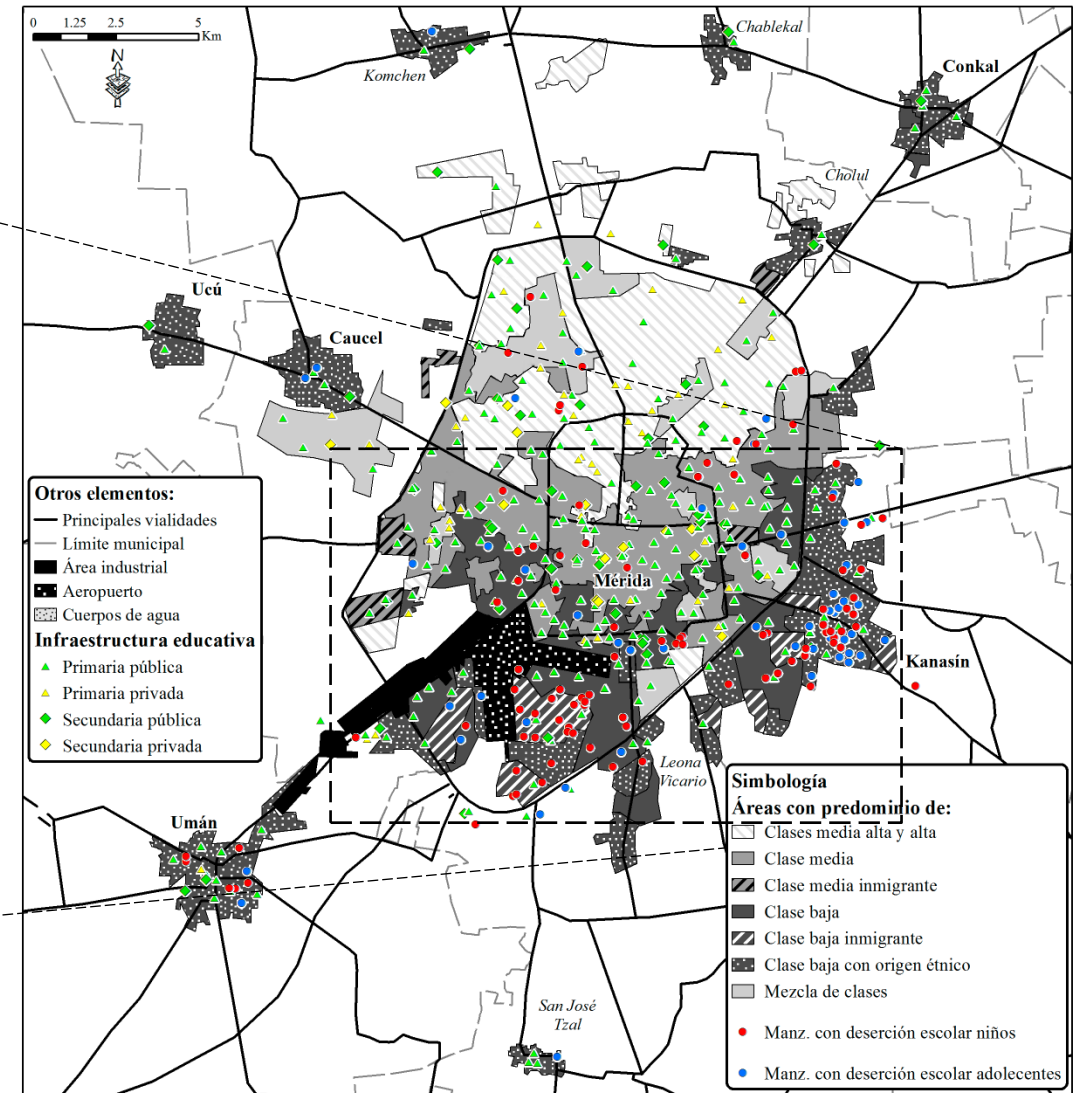 0 1.25 2.5 5
Km
N
Komchen
Chablekal
Conkal
Cholul
Ucú
Caucel
Mérida
Kanasín
Leona
Vicario
Umán
San José
Tzal
Otros elementos:
Principales vialidades
Límite municipal
Área industrial
Aeropuerto
Cuerpos de agua
Infraestructura educativa
Primaria pública
Primaria privada
Secundaria pública
Secundaria privada
Simbología
Áreas con predominio de:
Clases media alta y alta
Clase media
Clase media inmigrante
Clase baja
Clase baja inmigrante
Clase baja con origen étnico
Mezcla de clases
Manz. con deserción escolar niños
Manz. con deserción escolar adolecentes